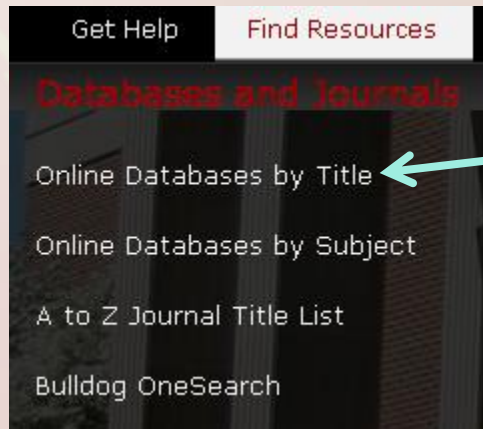 Get Help Find Resources
Databases and Journals
Online Databases by Title
Online Databases by Subject
A to Z Journal Title List
Bulldog OneSearch